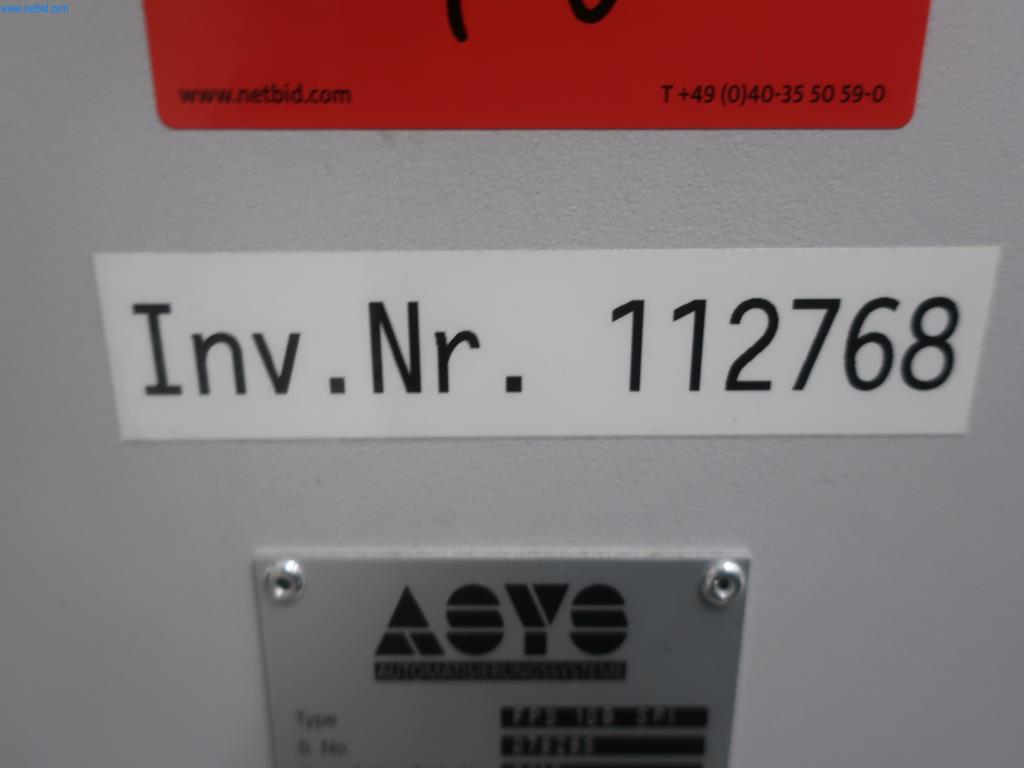 www.netbid.com
www.netbid.com T +49 (0)40-35 50 59-0
Inv.Nr. 112768
ASYS
AUTOMATISIERUNGSSYSTEME
Type
S. No